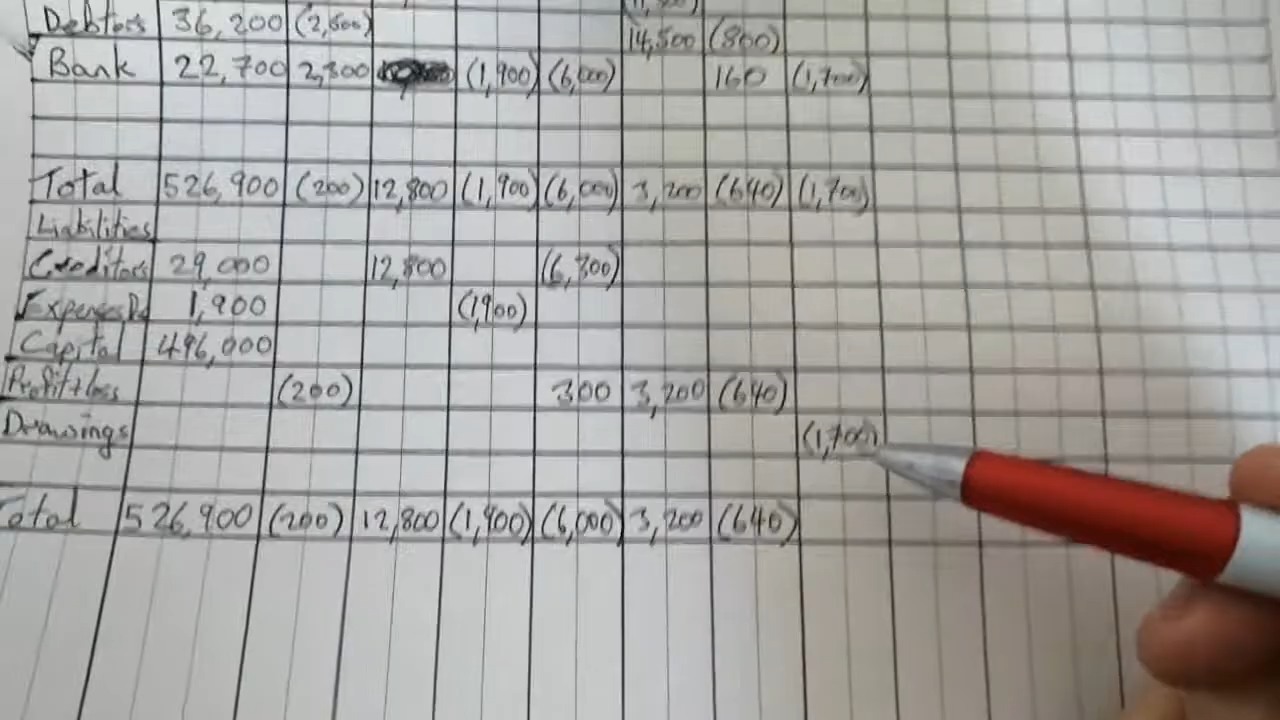 Debtors 36,200 (2,500)
14,500 (800)
Bank 22,700 2,300 (1,900) (6,000) 160 (1,700)
Total 526,900 (200) 12,800 (1,900) (6,000) 3,200 (640) (1,700)
Liabilities
Creditors 29,000 12,800 (6,300)
Expenses Du 1,900 (1,900)
Capital 496,000
Profit+loss (200) 300 3,200 (640)
Drawings (1,700)
Total 526,900 (200) 12,800 (1,900) (6,000) 3,200 (640)